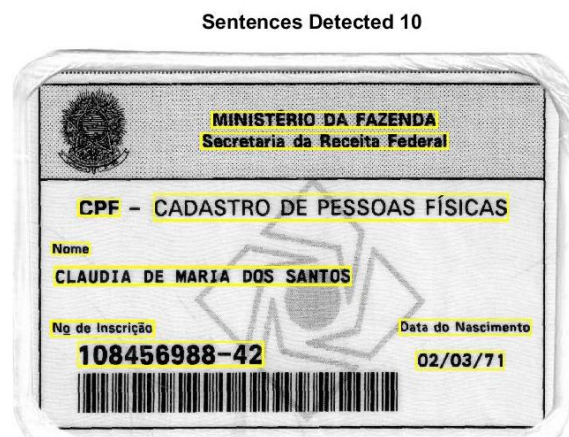 Sentences Detected 10
MINISTÉRIO DA FAZENDA
Secretaria da Receita Federal
CPF – CADASTRO DE PESSOAS FÍSICAS
Nome
CLAUDIA DE MARIA DOS SANTOS
No de Inscrição
Data do Nascimento
108456988-42
02/03/71